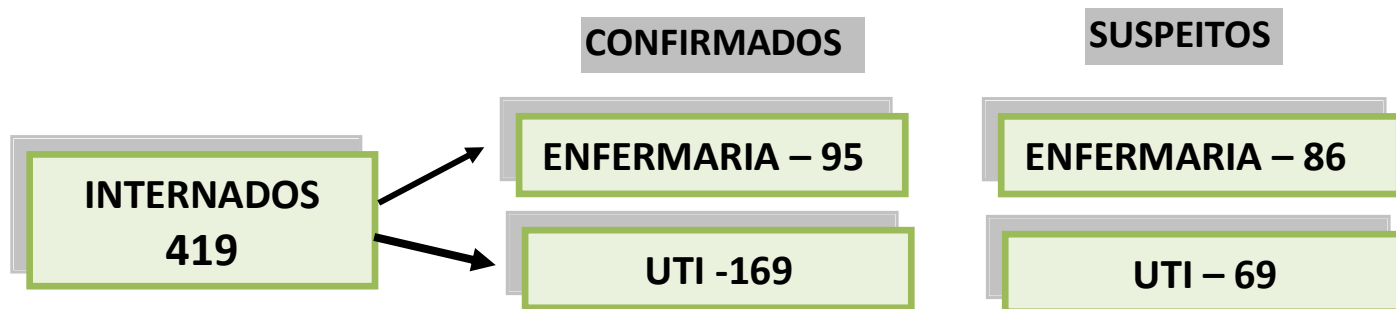 CONFIRMADOS
SUSPEITOS
INTERNADOS
419
ENFERMARIA – 95
ENFERMARIA – 86
UTI -169
UTI – 69